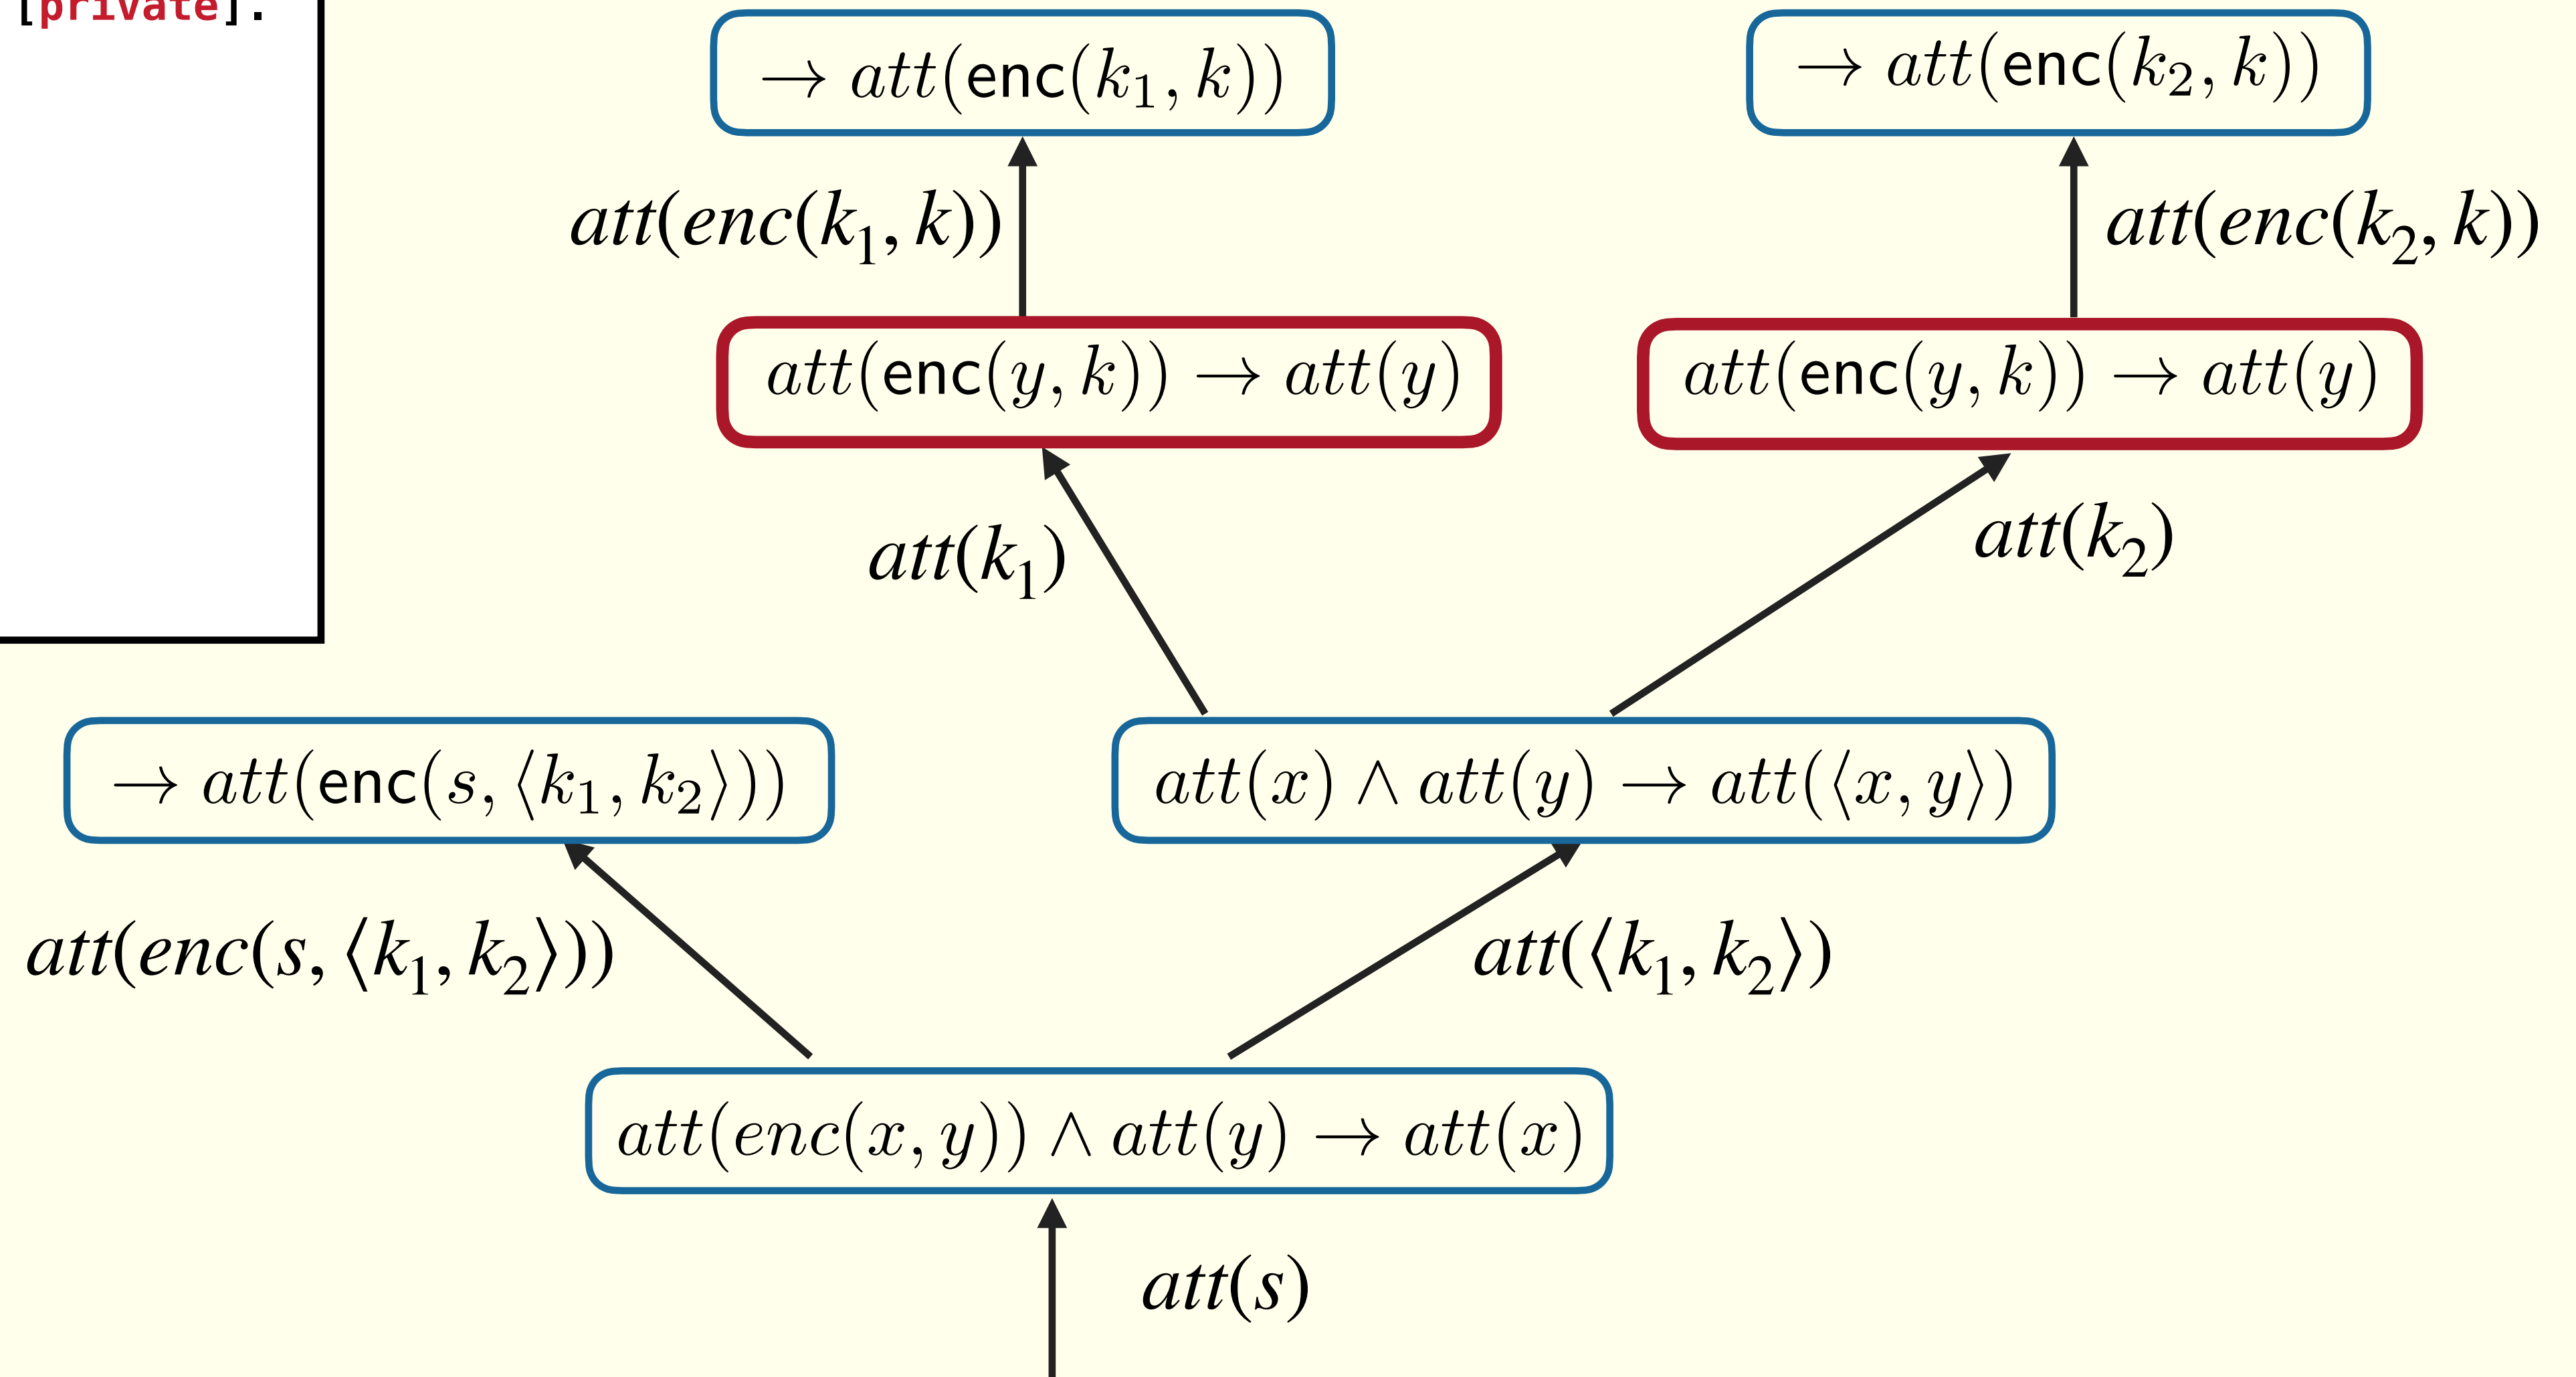 [private].
→ att(enc(k₁, k))
→ att(enc(k₂, k))
att(enc(k₁, k))
att(enc(k₂, k))
att(enc(y, k)) → att(y)
att(enc(y, k)) → att(y)
att(k₁)
att(k₂)
→ att(enc(s, ⟨k₁, k₂⟩))
att(x) ∧ att(y) → att(⟨x, y⟩)
att(enc(s, ⟨k₁, k₂⟩))
att(⟨k₁, k₂⟩)
att(enc(x, y)) ∧ att(y) → att(x)
att(s)